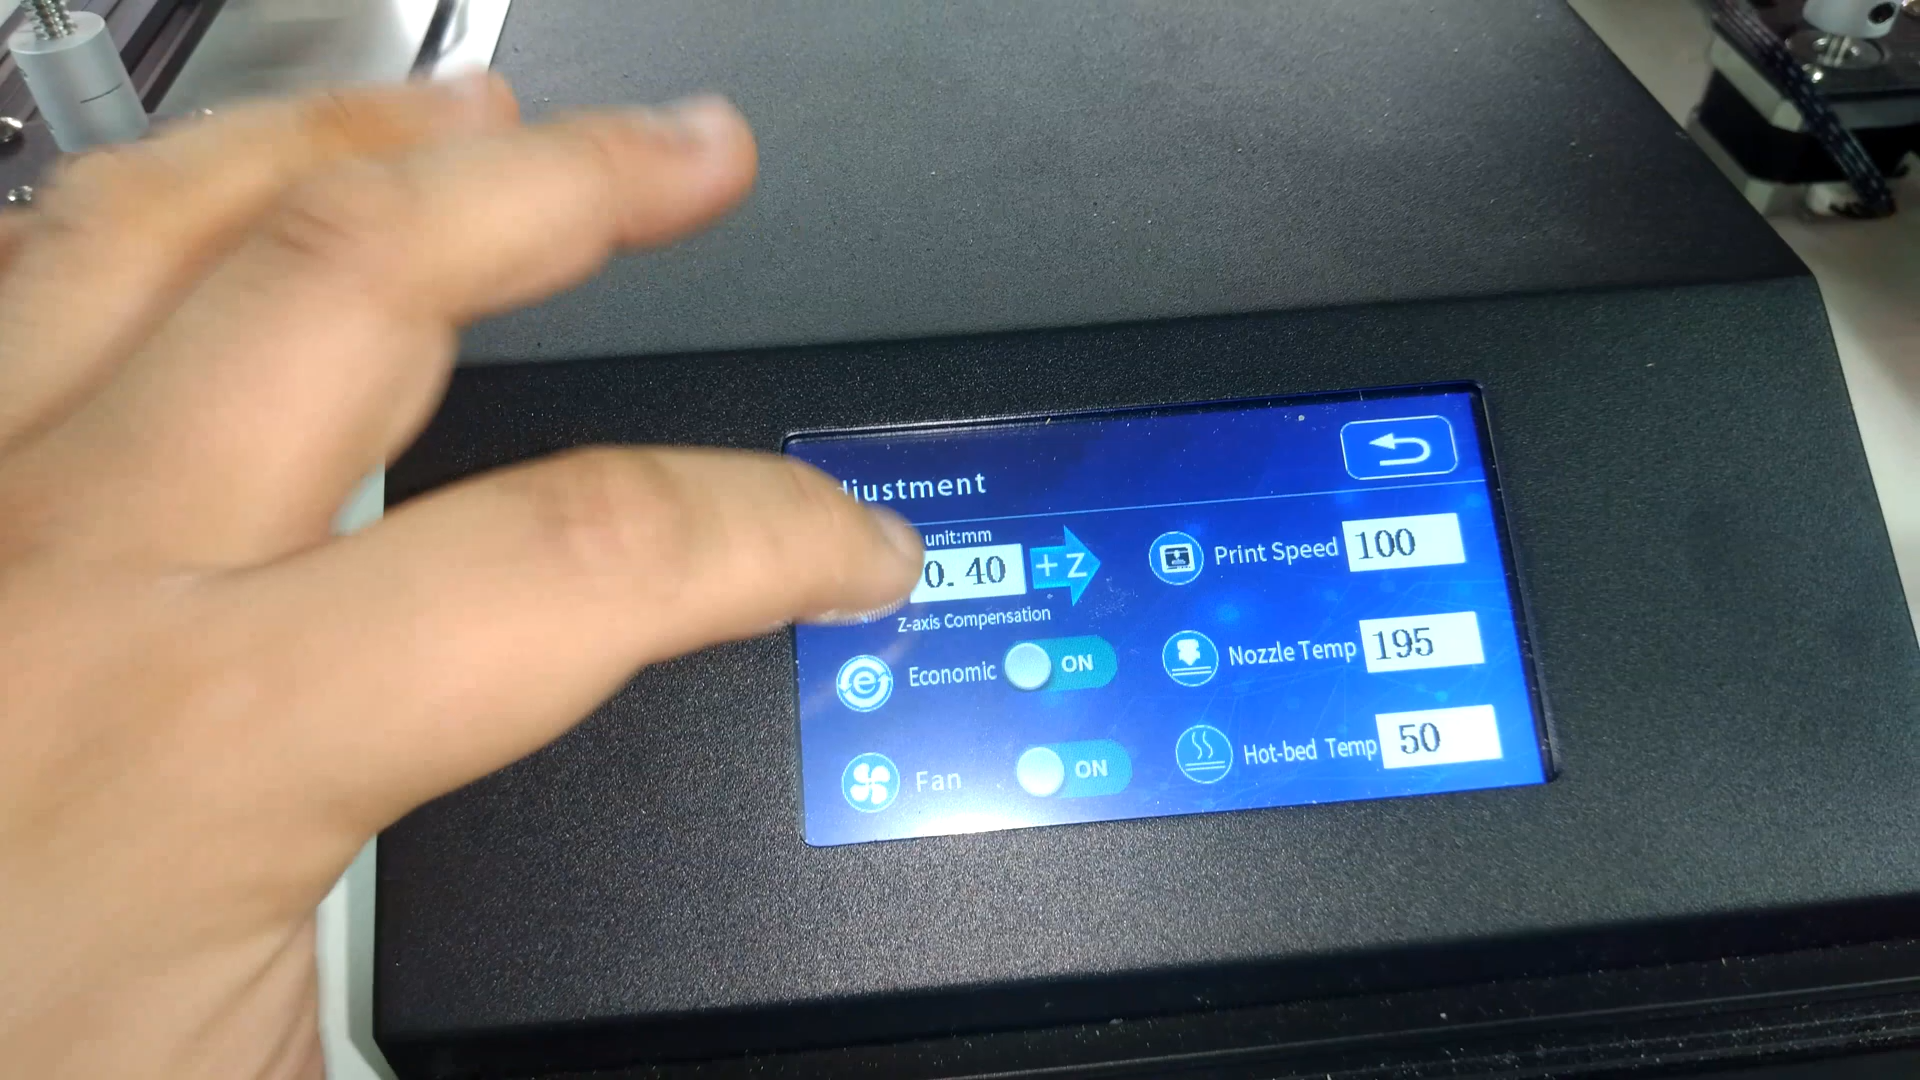 djustment
unit:mm
0.40
+ Z
Z-axis Compensation
Economic ON
Fan ON
Print Speed 100
Nozzle Temp 195
Hot-bed Temp 50